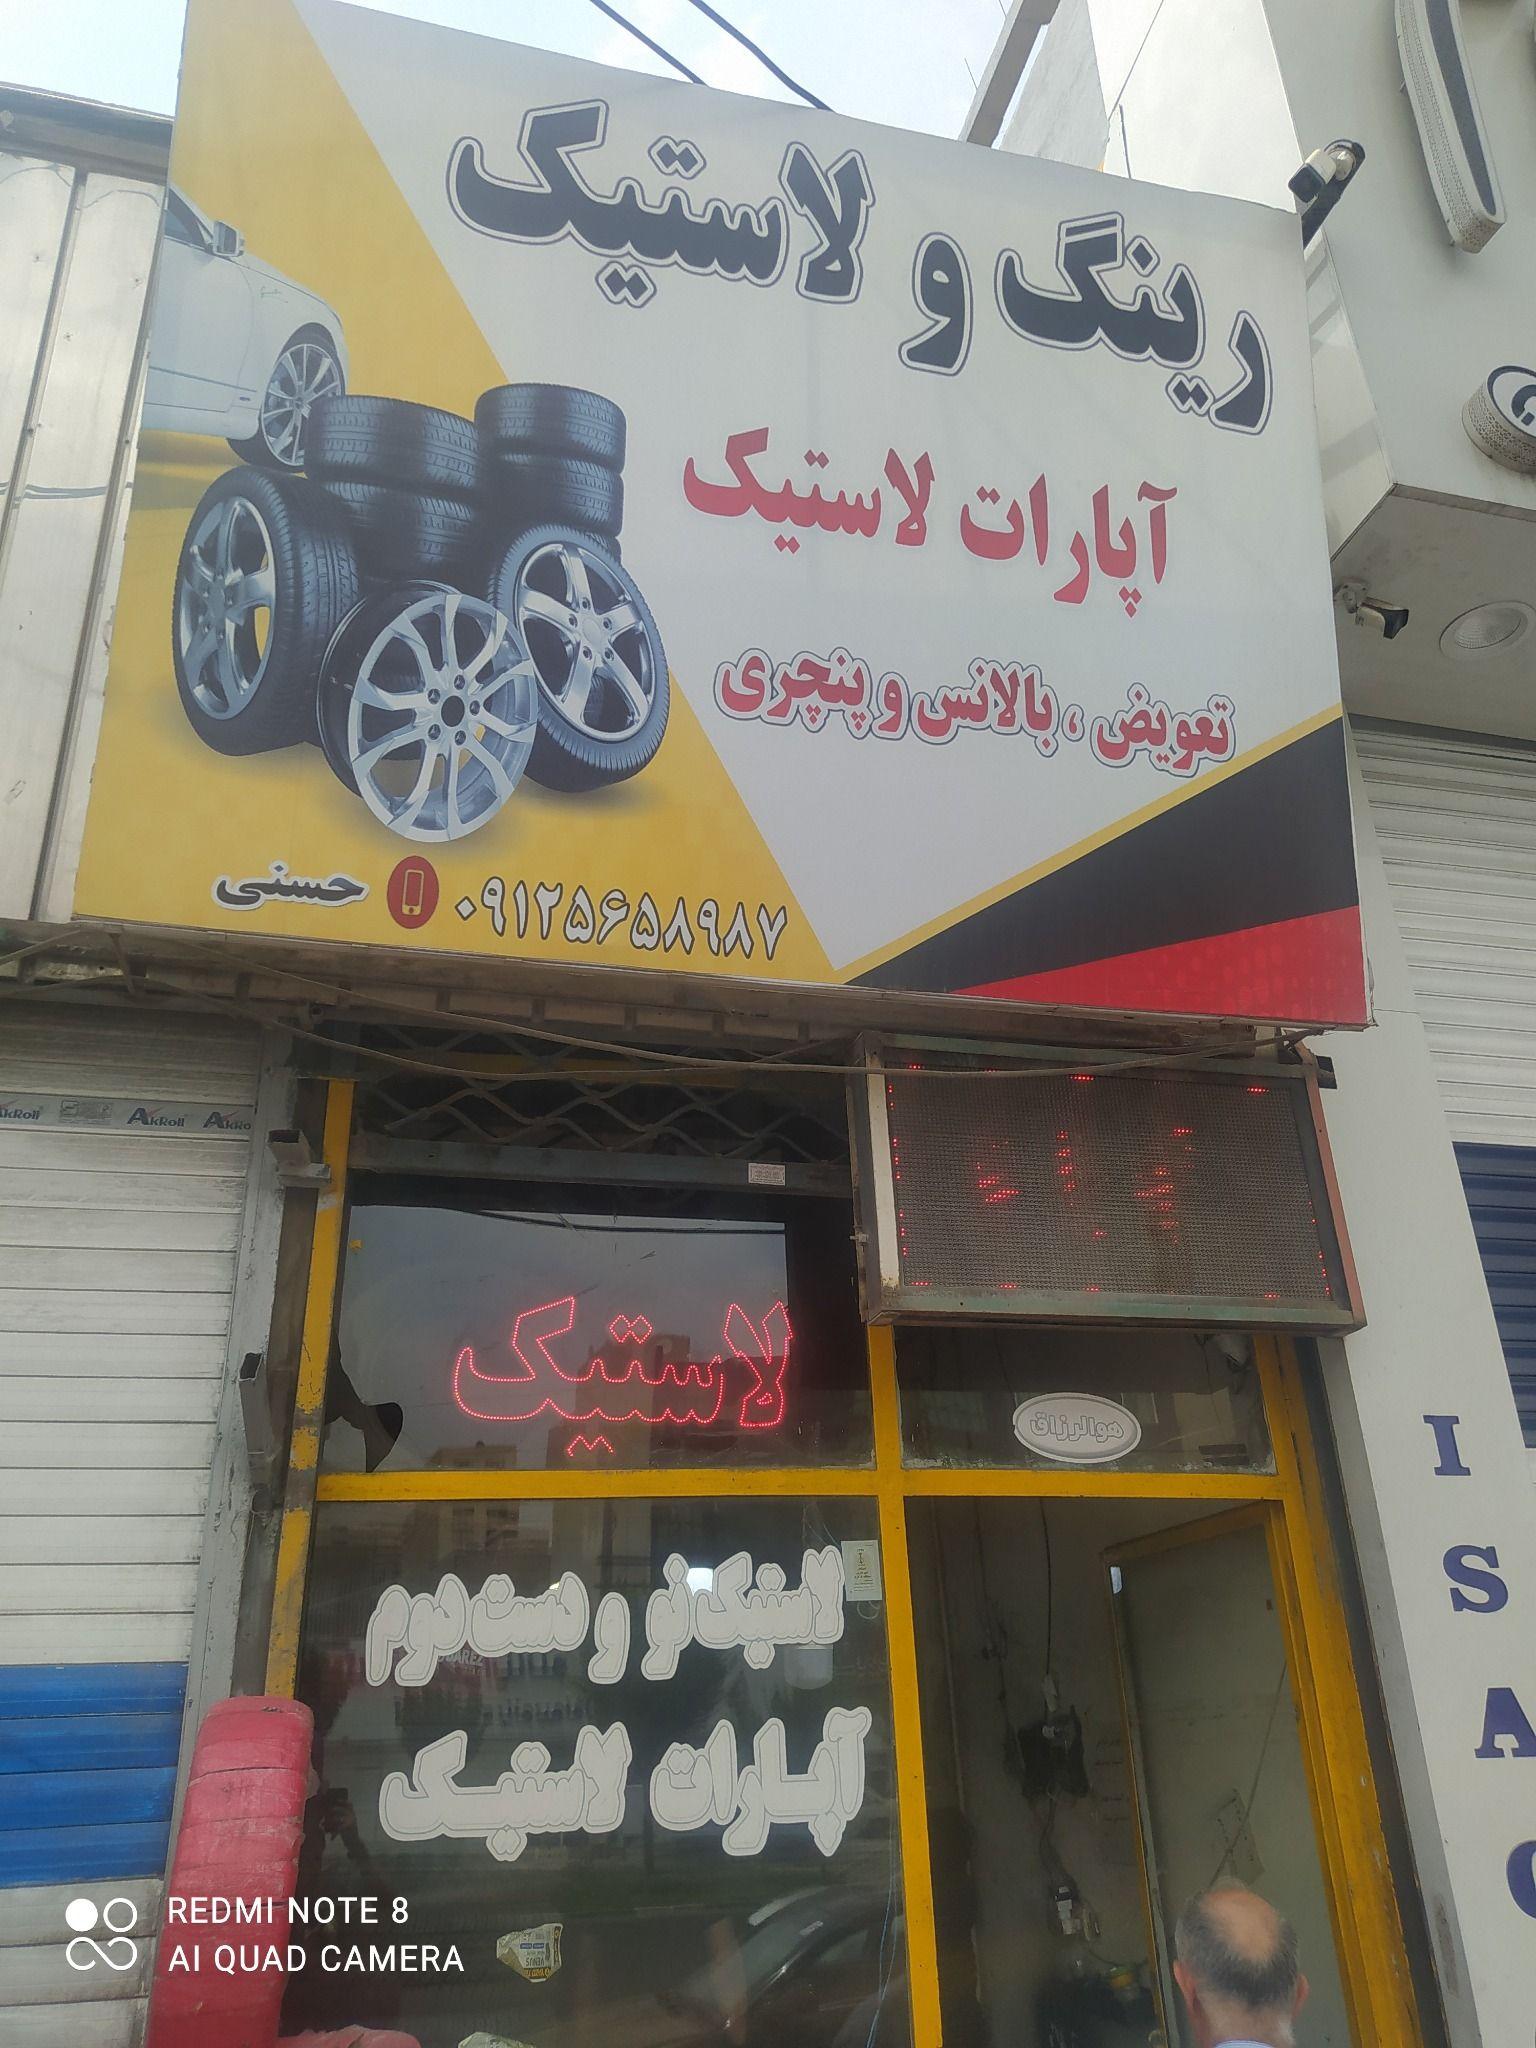 رینگ و لاستیک
آپارات لاستیک
تعویض ، بالانس و پنچری
۰۹۱۲۵۶۵۸۹۸۷
حسنی
AkRoll
AkRoll
لاستیک
هوالرزاق
لاستیک نو و دست دوم
آپارات لاستیک
I
S
A
REDMI NOTE 8
AI QUAD CAMERA